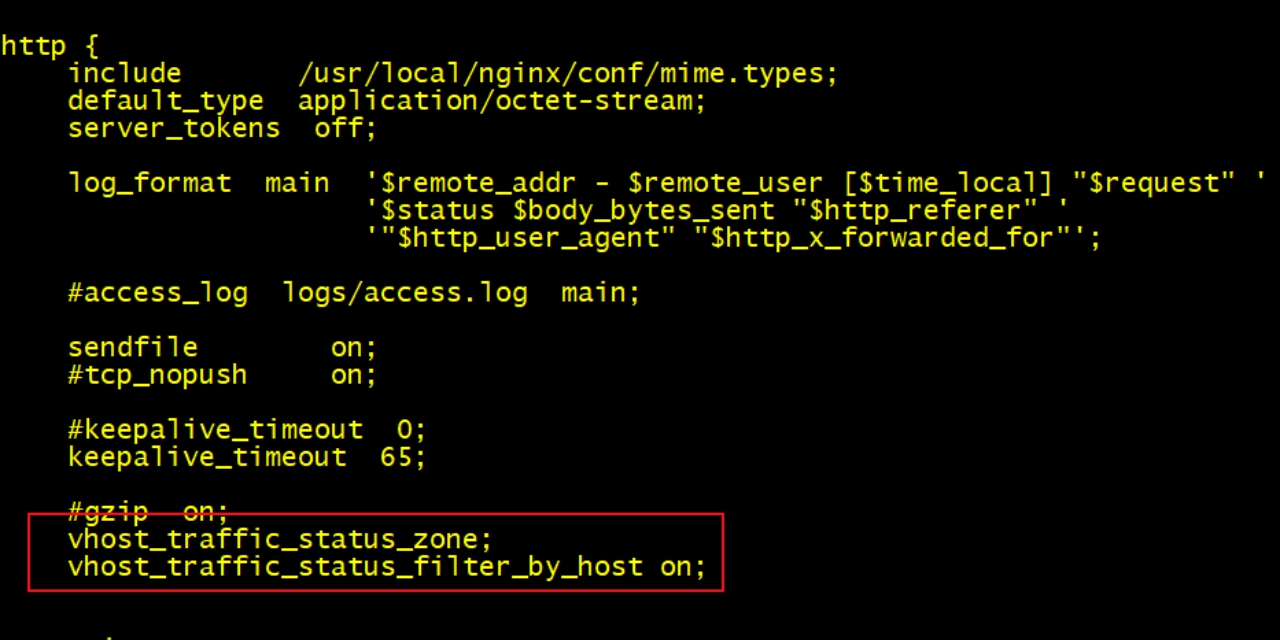 http {
    include       /usr/local/nginx/conf/mime.types;
    default_type  application/octet-stream;
    server_tokens  off;
    log_format  main  '$remote_addr - $remote_user [$time_local] "$request" '
                      '$status $body_bytes_sent "$http_referer" '
                      '"$http_user_agent" "$http_x_forwarded_for"';
    #access_log  logs/access.log  main;
    sendfile        on;
    #tcp_nopush     on;
    #keepalive_timeout  0;
    keepalive_timeout  65;
    #gzip  on;
    vhost_traffic_status_zone;
    vhost_traffic_status_filter_by_host on;